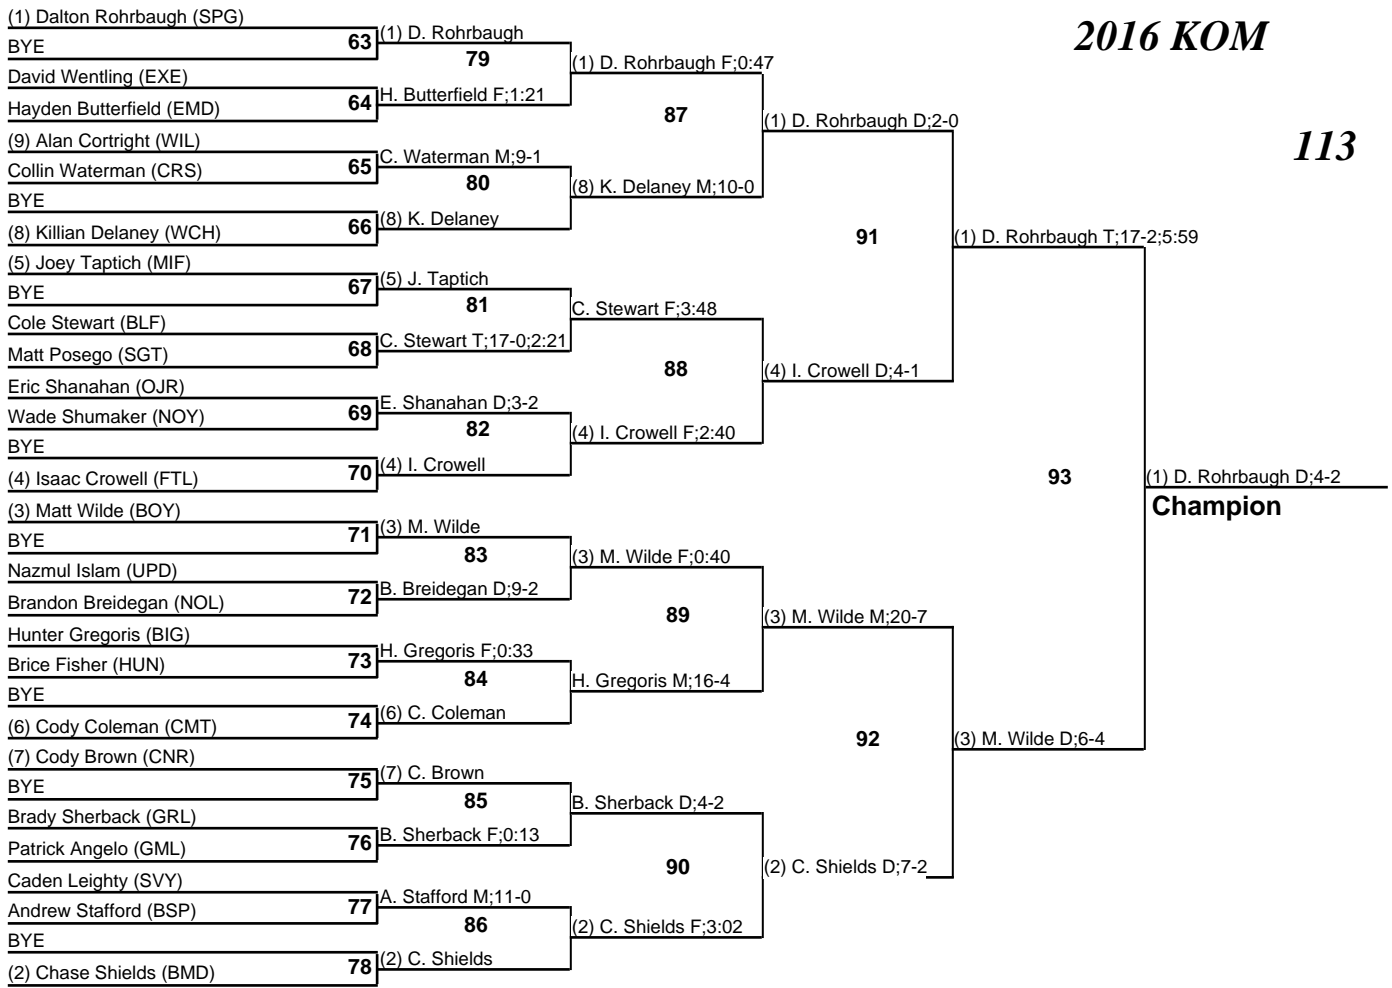 2016 KOM
113
(1) Dalton Rohrbaugh (SPG)
BYE
David Wentling (EXE)
Hayden Butterfield (EMD)
(9) Alan Cortright (WIL)
Collin Waterman (CRS)
BYE
(8) Killian Delaney (WCH)
(5) Joey Taptich (MIF)
BYE
Cole Stewart (BLF)
Matt Posego (SGT)
Eric Shanahan (OJR)
Wade Shumaker (NOY)
BYE
(4) Isaac Crowell (FTL)
(3) Matt Wilde (BOY)
BYE
Nazmul Islam (UPD)
Brandon Breidegan (NOL)
Hunter Gregoris (BIG)
Brice Fisher (HUN)
BYE
(6) Cody Coleman (CMT)
(7) Cody Brown (CNR)
BYE
Brady Sherback (GRL)
Patrick Angelo (GML)
Caden Leighty (SVY)
Andrew Stafford (BSP)
BYE
(2) Chase Shields (BMD)
63
64
65
66
67
68
69
70
71
72
73
74
75
76
77
78
(1) D. Rohrbaugh
H. Butterfield F;1:21
C. Waterman M;9-1
(8) K. Delaney
(5) J. Taptich
C. Stewart T;17-0;2:21
E. Shanahan D;3-2
(4) I. Crowell
(3) M. Wilde
B. Breidegan D;9-2
H. Gregoris F;0:33
(6) C. Coleman
(7) C. Brown
B. Sherback F;0:13
A. Stafford M;11-0
(2) C. Shields
79
80
81
82
83
84
85
86
(1) D. Rohrbaugh F;0:47
(8) K. Delaney M;10-0
C. Stewart F;3:48
(4) I. Crowell F;2:40
(3) M. Wilde F;0:40
H. Gregoris M;16-4
B. Sherback D;4-2
(2) C. Shields F;3:02
87
88
89
90
(1) D. Rohrbaugh D;2-0
(4) I. Crowell D;4-1
(3) M. Wilde M;20-7
(2) C. Shields D;7-2
91
92
(1) D. Rohrbaugh T;17-2;5:59
(3) M. Wilde D;6-4
93
(1) D. Rohrbaugh D;4-2
Champion